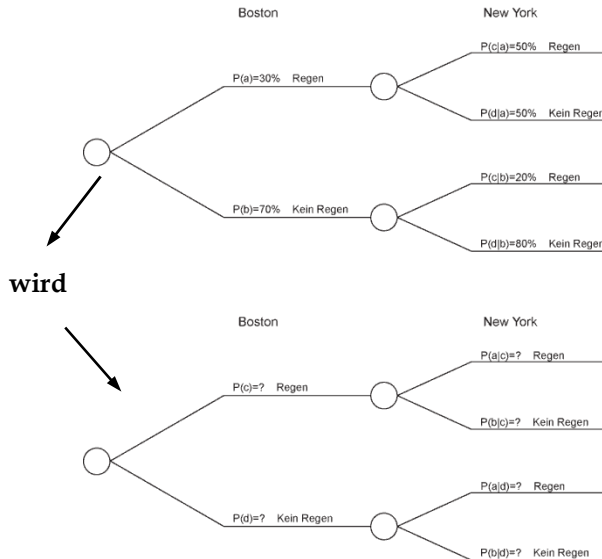 Boston New York
P(c|a)=50% Regen
P(a)=30% Regen
P(d|a)=50% Kein Regen
P(c|b)=20% Regen
P(b)=70% Kein Regen
P(d|b)=80% Kein Regen
wird
Boston New York
P(a|c)=? Regen
P(c)=? Regen
P(b|c)=? Kein Regen
P(a|d)=? Regen
P(d)=? Kein Regen
P(b|d)=? Kein Regen